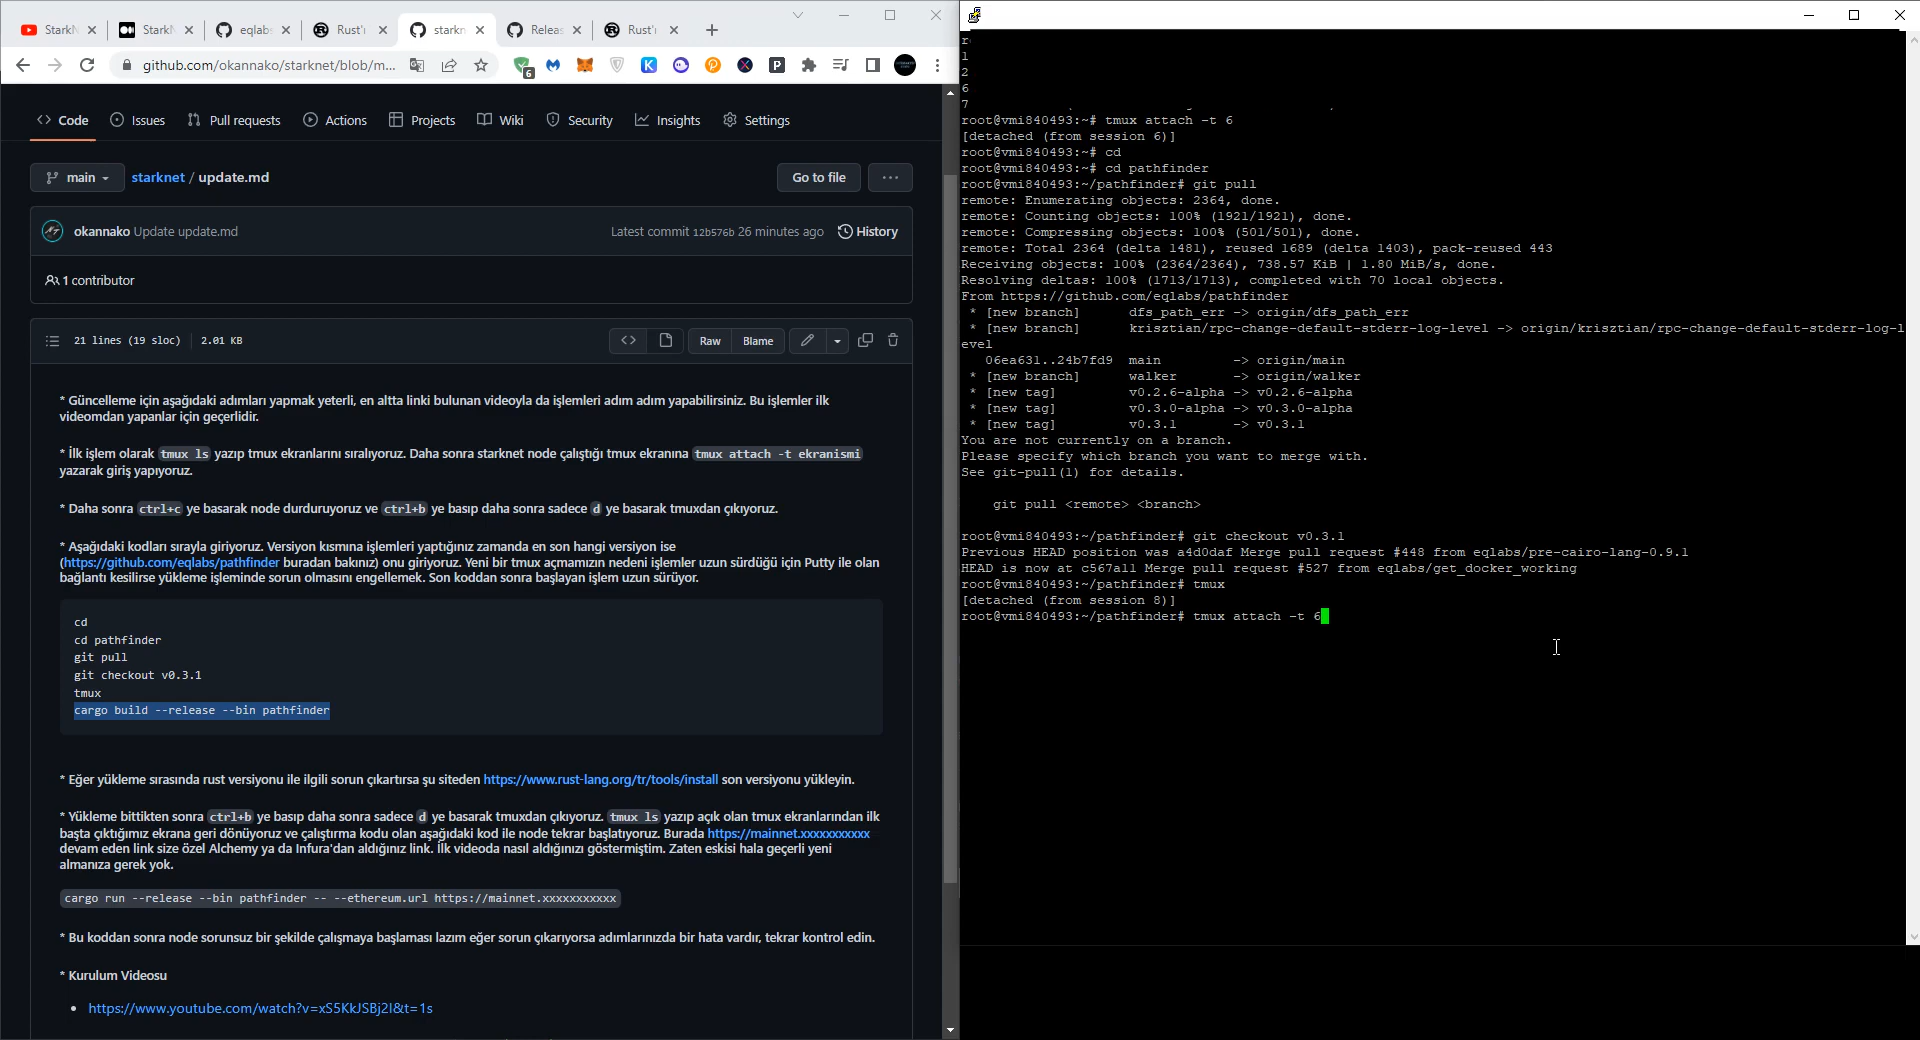 StarkN
StarkN
eqlabs
Rust'ı
starkn
Releas
Rust'ı
github.com/okannako/starknet/blob/m...
6
Code
Issues
Pull requests
Actions
Projects
Wiki
Security
Insights
Settings
main
starknet / update.md
Go to file
okannako Update update.md
Latest commit 12b576b 26 minutes ago
History
1 contributor
21 lines (19 sloc)
2.01 KB
Raw
Blame
* Güncelleme için aşağıdaki adımları yapmak yeterli, en altta linki bulunan videoyla da işlemleri adım adım yapabilirsiniz. Bu işlemler ilk
videomdan yapanlar için geçerlidir.
* İlk işlem olarak tmux ls yazıp tmux ekranlarını sıralıyoruz. Daha sonra starknet node çalıştığı tmux ekranına tmux attach -t ekranismi
yazarak giriş yapıyoruz.
* Daha sonra ctrl+c ye basarak node durduruyoruz ve ctrl+b ye basıp daha sonra sadece d ye basarak tmuxdan çıkıyoruz.
* Aşağıdaki kodları sırayla giriyoruz. Versiyon kısmına işlemleri yaptığınız zamanda en son hangi versiyon ise
(https://github.com/eqlabs/pathfinder buradan bakınız) onu giriyoruz. Yeni bir tmux açmamızın nedeni işlemler uzun sürdüğü için Putty ile olan
bağlantı kesilirse yükleme işleminde sorun olmasını engellemek. Son koddan sonra başlayan işlem uzun sürüyor.
cd
cd pathfinder
git pull
git checkout v0.3.1
tmux
cargo build --release --bin pathfinder
* Eğer yükleme sırasında rust versiyonu ile ilgili sorun çıkartırsa şu siteden https://www.rust-lang.org/tr/tools/install son versiyonu yükleyin.
* Yükleme bittikten sonra ctrl+b ye basıp daha sonra sadece d ye basarak tmuxdan çıkıyoruz. tmux ls yazıp açık olan tmux ekranlarından ilk
başta çıktığımız ekrana geri dönüyoruz ve çalıştırma kodu olan aşağıdaki kod ile node tekrar başlatıyoruz. Burada https://mainnet.xxxxxxxxxxx
devam eden link size özel Alchemy ya da Infura'dan aldığınız link. İlk videoda nasıl aldığınızı göstermiştim. Zaten eskisi hala geçerli yeni
almanıza gerek yok.
cargo run --release --bin pathfinder -- --ethereum.url https://mainnet.xxxxxxxxxxx
* Bu koddan sonra node sorunsuz bir şekilde çalışmaya başlaması lazım eğer sorun çıkarıyorsa adımlarınızda bir hata vardır, tekrar kontrol edin.
* Kurulum Videosu
https://www.youtube.com/watch?v=xS5KkJSBj2I&t=1s
r
1
2
6
7
root@vmi840493:~# tmux attach -t 6
[detached (from session 6)]
root@vmi840493:~# cd
root@vmi840493:~# cd pathfinder
root@vmi840493:~/pathfinder# git pull
remote: Enumerating objects: 2364, done.
remote: Counting objects: 100% (1921/1921), done.
remote: Compressing objects: 100% (501/501), done.
remote: Total 2364 (delta 1481), reused 1689 (delta 1403), pack-reused 443
Receiving objects: 100% (2364/2364), 738.57 KiB | 1.80 MiB/s, done.
Resolving deltas: 100% (1713/1713), completed with 70 local objects.
From https://github.com/eqlabs/pathfinder
* [new branch] dfs_path_err -> origin/dfs_path_err
* [new branch] krisztian/rpc-change-default-stderr-log-level -> origin/krisztian/rpc-change-default-stderr-log-l
evel
06ea631..24b7fd9 main -> origin/main
* [new branch] walker -> origin/walker
* [new tag] v0.2.6-alpha -> v0.2.6-alpha
* [new tag] v0.3.0-alpha -> v0.3.0-alpha
* [new tag] v0.3.1 -> v0.3.1
You are not currently on a branch.
Please specify which branch you want to merge with.
See git-pull(1) for details.
git pull <remote> <branch>
root@vmi840493:~/pathfinder# git checkout v0.3.1
Previous HEAD position was a4d0daf Merge pull request #448 from eqlabs/pre-cairo-lang-0.9.1
HEAD is now at c567a11 Merge pull request #527 from eqlabs/get_docker_working
root@vmi840493:~/pathfinder# tmux
[detached (from session 8)]
root@vmi840493:~/pathfinder# tmux attach -t 6